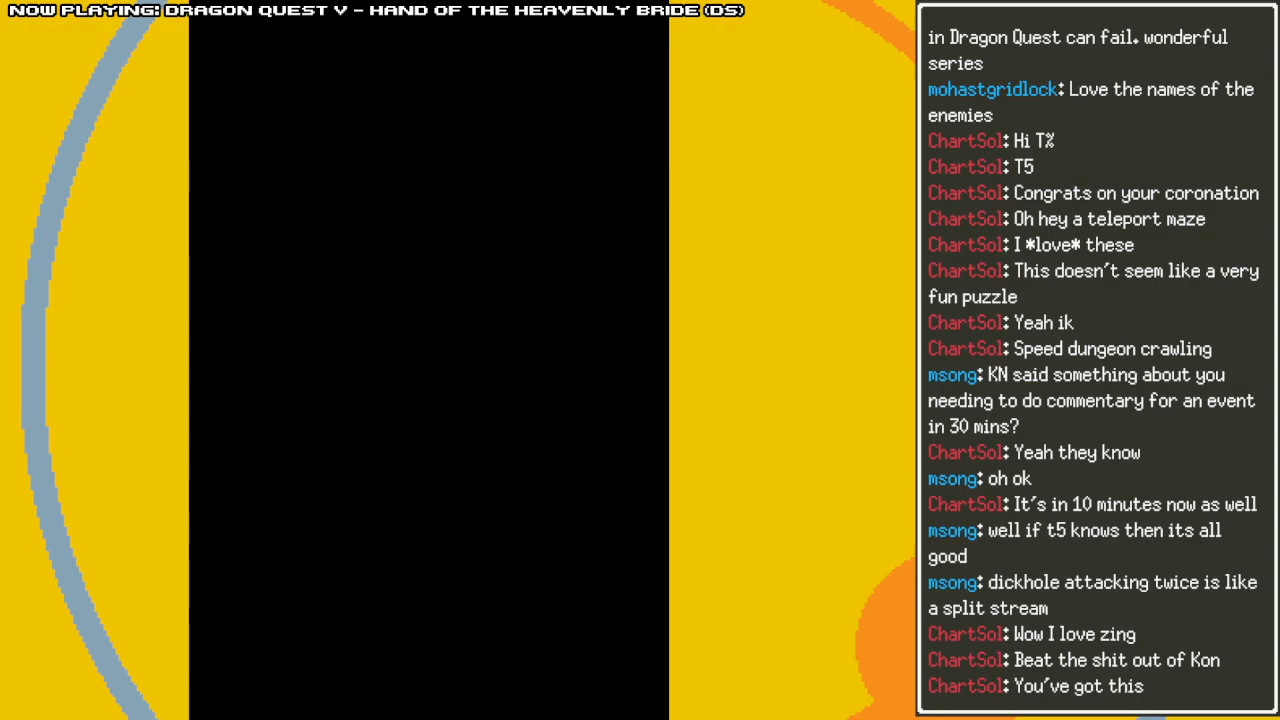 NOW PLAYING: DRAGON QUEST V - HAND OF THE HEAVENLY BRIDE (DS)
in Dragon Quest can fail. wonderful
series
mohastgridlock: Love the names of the
enemies
ChartSol: Hi T%
ChartSol: T5
ChartSol: Congrats on your coronation
ChartSol: Oh hey a teleport maze
ChartSol: I *love* these
ChartSol: This doesn't seem like a very
fun puzzle
ChartSol: Yeah ik
ChartSol: Speed dungeon crawling
msong: KN said something about you
needing to do commentary for an event
in 30 mins?
ChartSol: Yeah they know
msong: oh ok
ChartSol: It's in 10 minutes now as well
msong: well if t5 knows then its all
good
msong: dickhole attacking twice is like
a split stream
ChartSol: Wow I love zing
ChartSol: Beat the shit out of Kon
ChartSol: You've got this